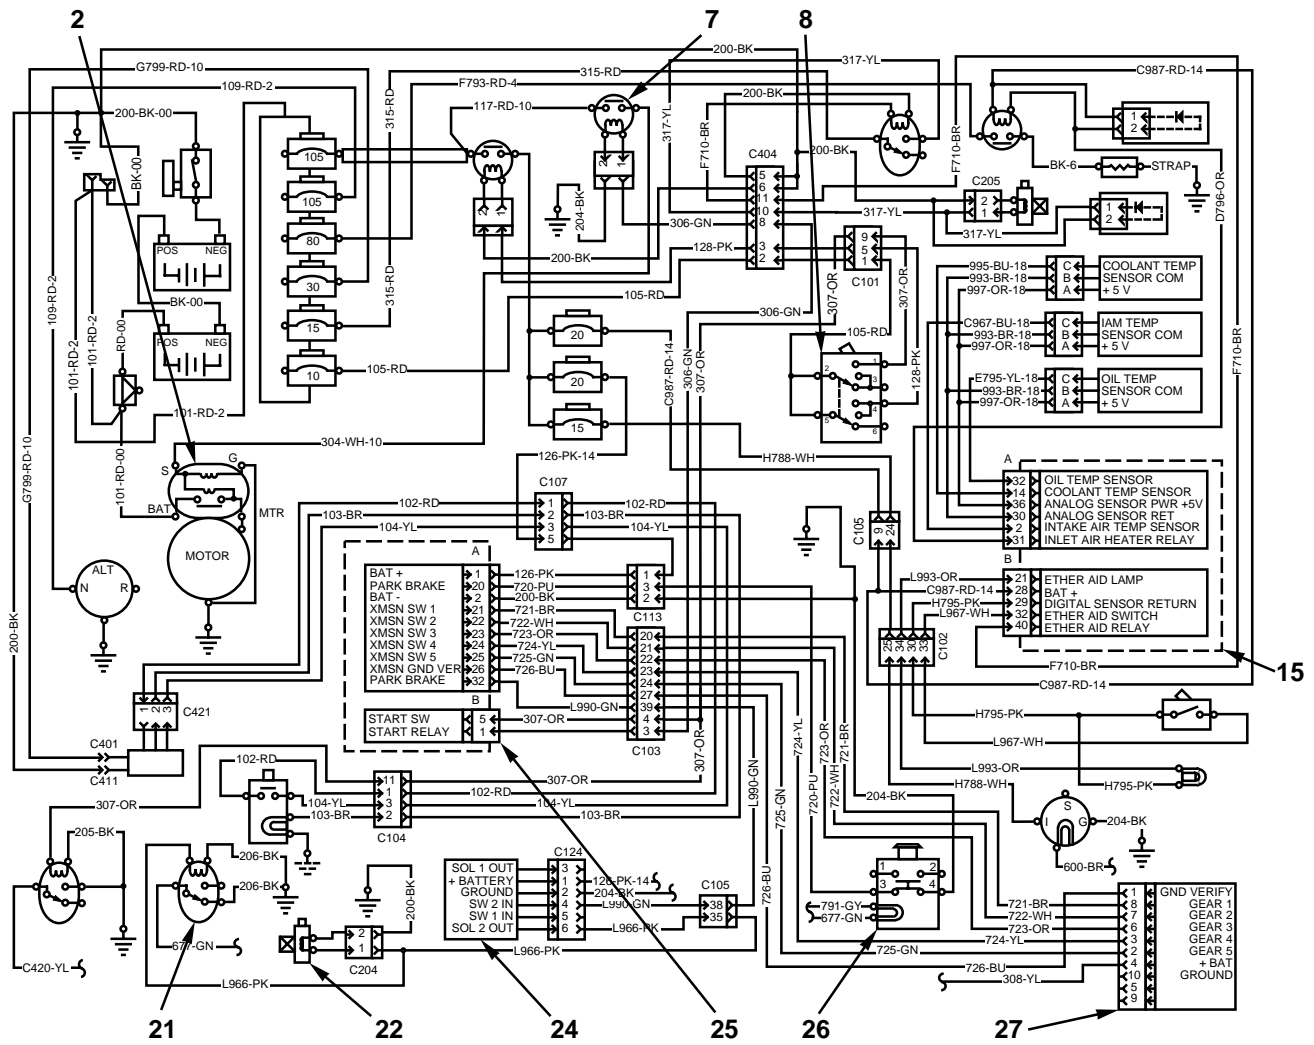 2
7
8
200-BK
G799-RD-10
315-RD
317-YL
C987-RD-14
F793-RD-4
109-RD-2
200-BK
117-RD-10
200-BK-00
315-RD
317-YL
F710-BR
C404
200-BK
F710-BR
1
2
105
BK-6
STRAP
BK-00
2
1
5
6
11
10
8
3
2
C205
2
1
D796-OR
105
2
1
204-BK
317-YL
1
2
306-GN
317-YL
80
POS
NEG
128-PK
9
5
1
200-BK
307-OR
C101
307-OR
995-BU-18
993-BR-18
997-OR-18
C
B
A
COOLANT TEMP
SENSOR COM
+ 5 V
30
315-RD
105-RD
109-RD-2
BK-00
306-GN
C967-BU-18
993-BR-18
997-OR-18
C
B
A
IAM TEMP
SENSOR COM
+ 5 V
15
20
105-RD
RD-00
POS
NEG
101-RD-2
101-RD-2
306-GN
307-OR
C987-RD-14
128-PK
F710-BR
1
2
3
4
5
6
10
105-RD
20
E795-YL-18
993-BR-18
997-OR-18
C
B
A
OIL TEMP
SENSOR COM
+ 5 V
101-RD-2
15
304-WH-10
126-PK-14
H788-WH
G799-RD-10
101-RD-00
S
G
BAT
MTR
MOTOR
A
32 OIL TEMP SENSOR
14 COOLANT TEMP SENSOR
36 ANALOG SENSOR PWR +5V
30 ANALOG SENSOR RET
2 INTAKE AIR TEMP SENSOR
31 INLET AIR HEATER RELAY
C107
102-RD 1 102-RD
103-BR 2 103-BR
104-YL 3 104-YL
5
C105
9
24
ALT
N
R
A
BAT + 1 126-PK 1
PARK BRAKE 20 720-PU 3
BAT - 2 200-BK 2
C113
XMSN SW 1 21 721-BR
XMSN SW 2 22 722-WH
XMSN SW 3 23 723-OR
XMSN SW 4 24 724-YL
XMSN SW 5 25 725-GN
XMSN GND VER 26 726-BU
PARK BRAKE 32 L990-GN
B
START SW 5 307-OR
START RELAY 1
20
21
22
23
24
27
39
4
3
C103
B
L993-OR 21 ETHER AID LAMP
C987-RD-14 28 BAT +
H795-PK 29 DIGITAL SENSOR RETURN
L967-WH 32 ETHER AID SWITCH
40 ETHER AID RELAY
25
34
30
33
C102
F710-BR
C987-RD-14
15
200-BK
1
2
3
C421
C401
C411
H795-PK
L967-WH
L993-OR
H795-PK
H788-WH
102-RD
104-YL
103-BR
11
1
3
2
C104
307-OR
102-RD
104-YL
103-BR
307-OR
L990-GN
724-YL
723-OR
721-BR
720-PU
722-WH
725-GN
726-BU
204-BK
307-OR
205-BK
206-BK
206-BK
S
I
G
204-BK
600-BR
C124
SOL 1 OUT 3
+ BATTERY 1 126-PK-14
GROUND 2 204-BK
SW 2 IN 4 L990-GN
SW 1 IN 5
SOL 2 OUT 6 L966-PK
C105
38
35
1
2
3
4
791-GY
677-GN
677-GN
200-BK
2
1
C204
L966-PK
C420-YL
L966-PK
721-BR
722-WH
723-OR
724-YL
725-GN
726-BU
308-YL
1
8
7
6
3
2
4
10
5
9
GND VERIFY
GEAR 1
GEAR 2
GEAR 3
GEAR 4
GEAR 5
+ BAT
GROUND
21
22
24
25
26
27